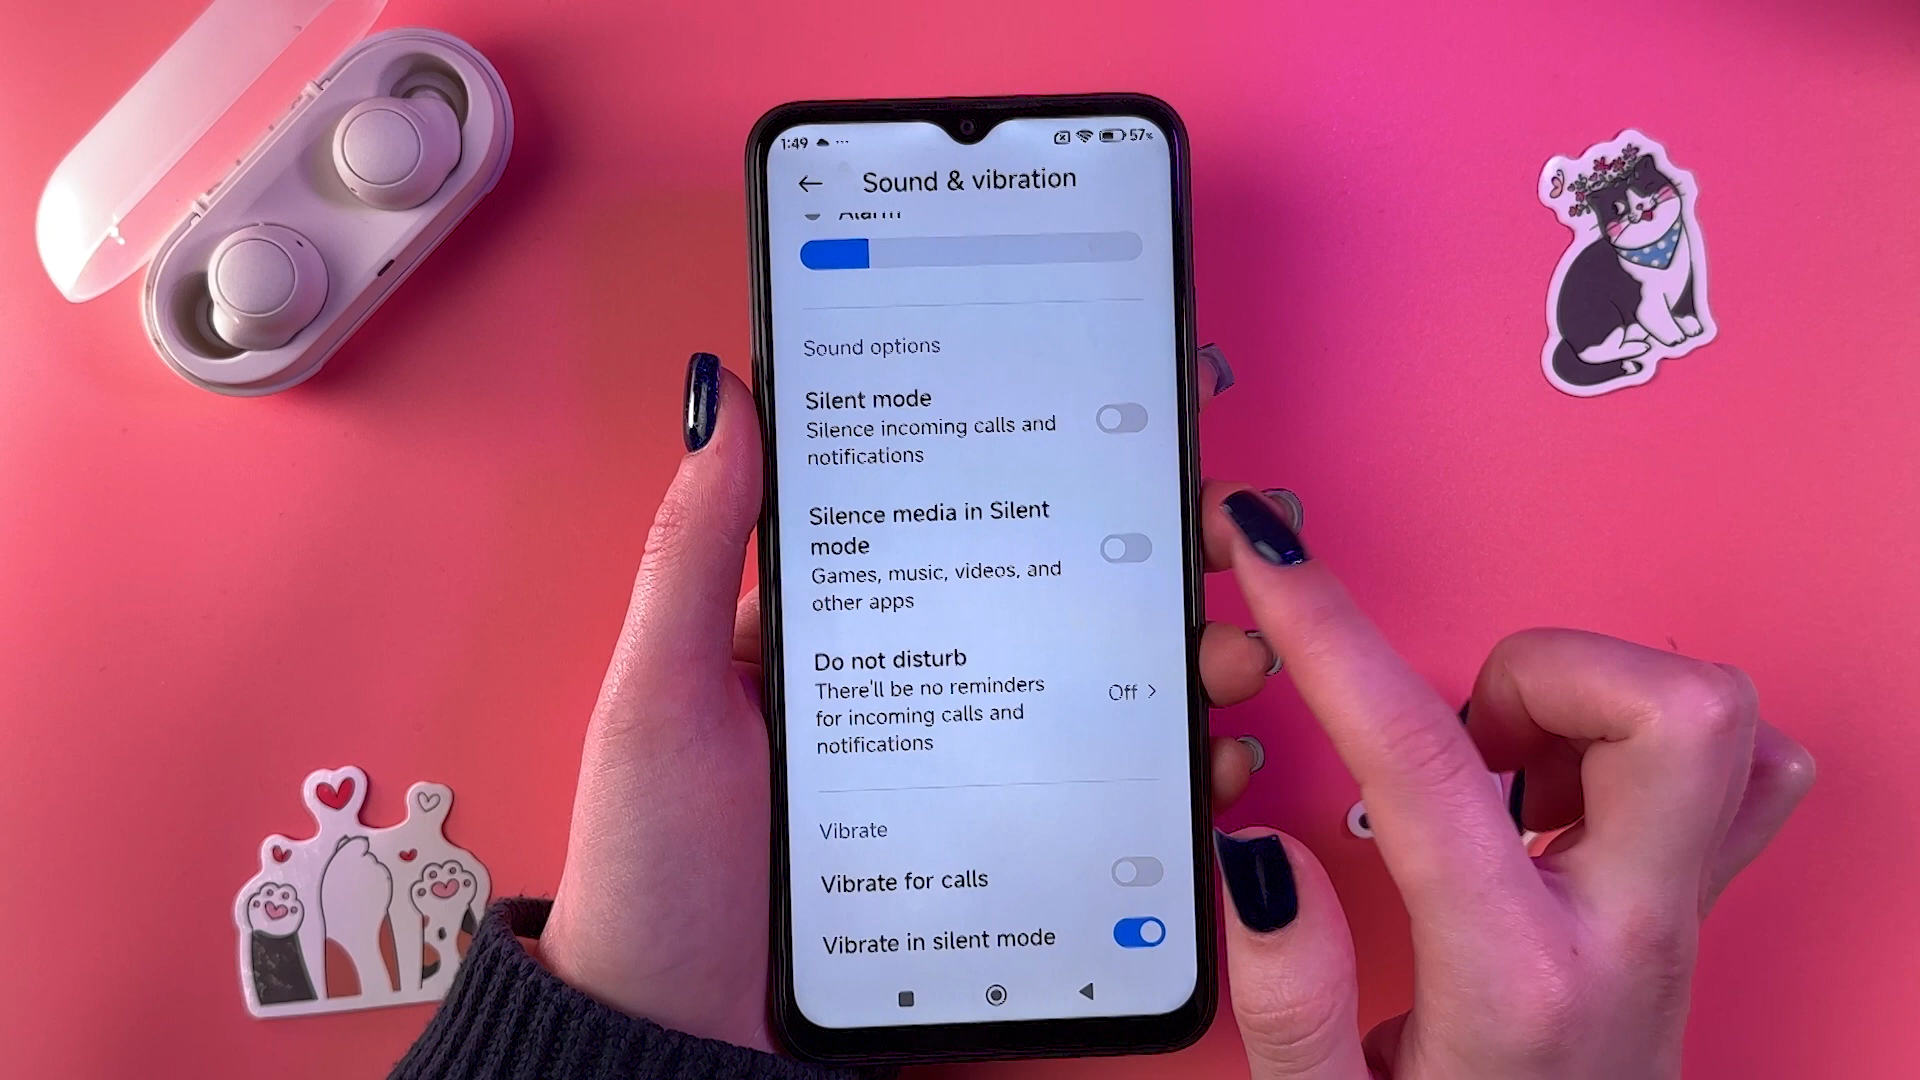 1:49 ... 57%
Sound & vibration
Alarm
Sound options
Silent mode
Silence incoming calls and
notifications
Silence media in Silent
mode
Games, music, videos, and
other apps
Do not disturb
There'll be no reminders
for incoming calls and
notifications
Off >
Vibrate
Vibrate for calls
Vibrate in silent mode